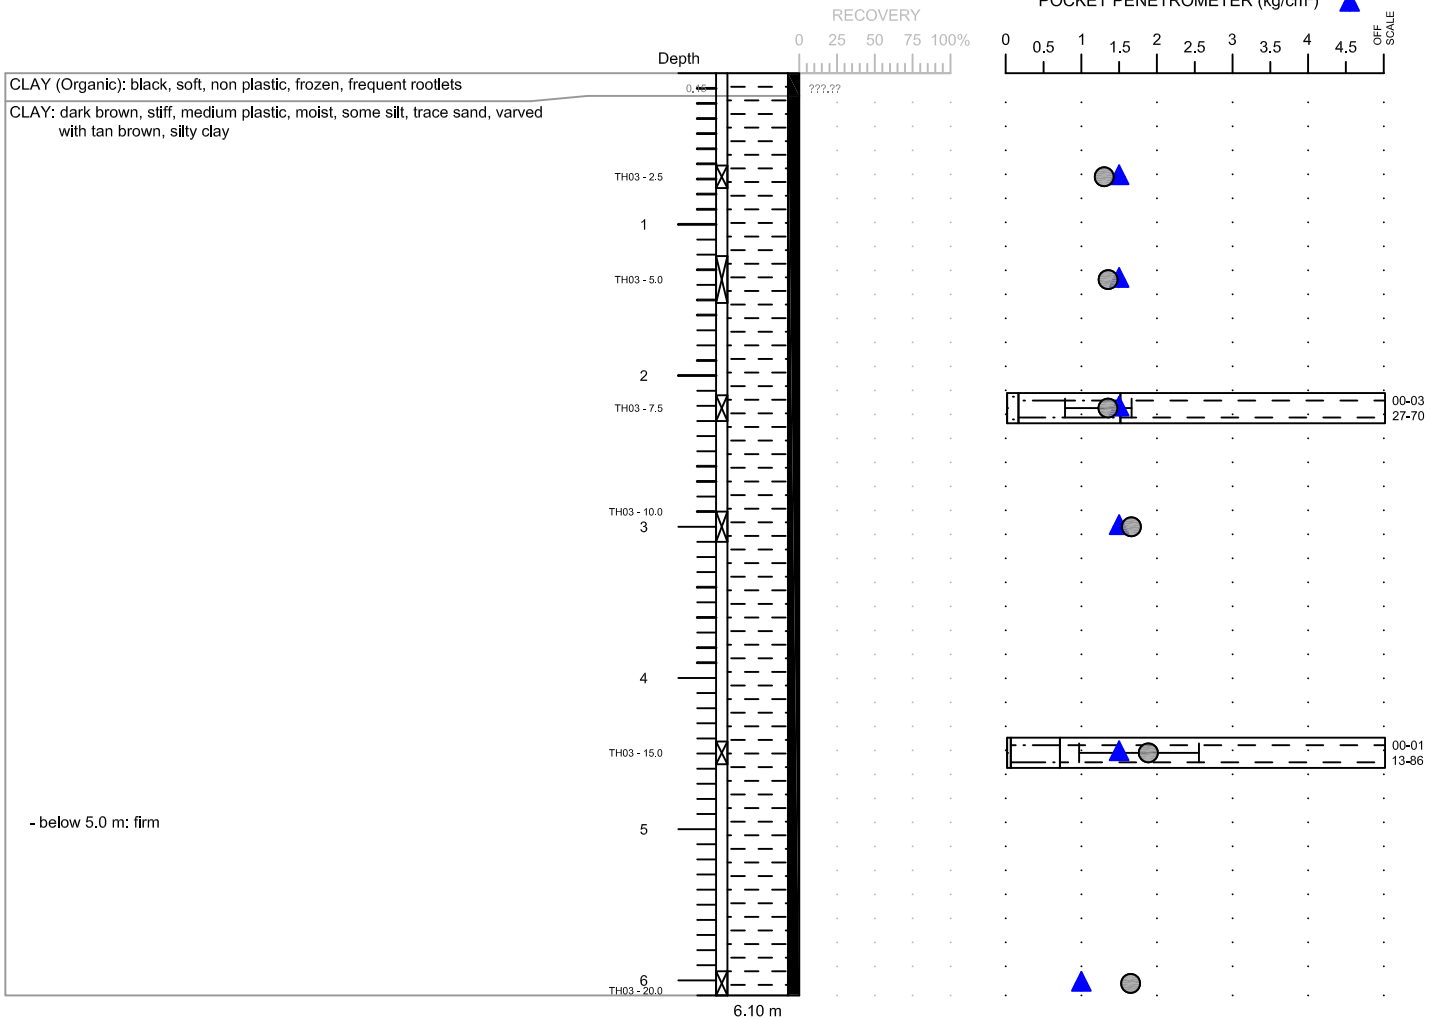 POCKET PENETROMETER (kg/cm²)
RECOVERY
OFF SCALE
0 25 50 75 100%
0 0.5 1 1.5 2 2.5 3 3.5 4 4.5
Depth
CLAY (Organic): black, soft, non plastic, frozen, frequent rootlets
0.15
???.??
CLAY: dark brown, stiff, medium plastic, moist, some silt, trace sand, varved
with tan brown, silty clay
TH03 - 2.5
1
TH03 - 5.0
2
TH03 - 7.5
00-03
27-70
TH03 - 10.0
3
4
TH03 - 15.0
00-01
13-86
- below 5.0 m: firm
5
6
TH03 - 20.0
6.10 m